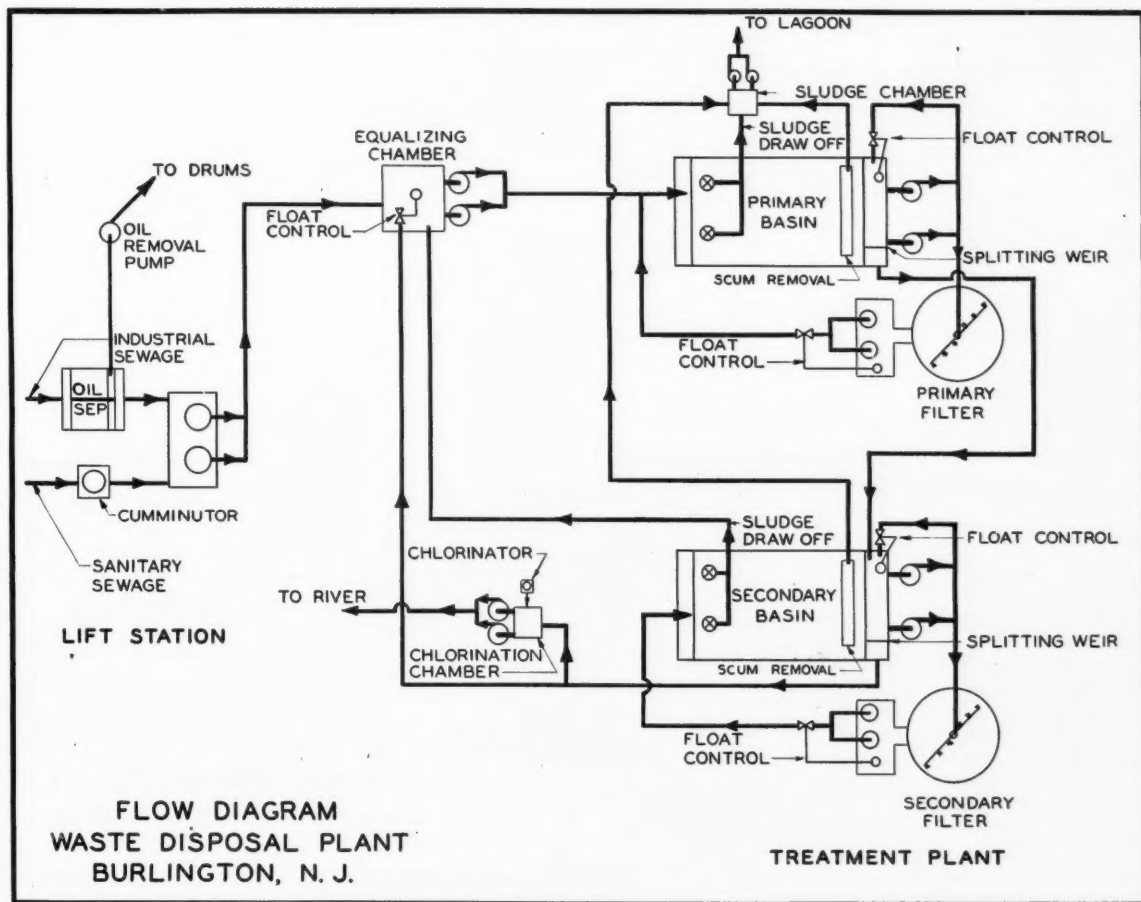 TO LAGOON
SLUDGE CHAMBER
SLUDGE
DRAW OFF
FLOAT CONTROL
EQUALIZING
CHAMBER
FLOAT
CONTROL
TO DRUMS
OIL
REMOVAL
PUMP
PRIMARY
BASIN
SPLITTING WEIR
SCUM REMOVAL
INDUSTRIAL
SEWAGE
OIL
SEP
FLOAT
CONTROL
PRIMARY
FILTER
CUMMINUTOR
SANITARY
SEWAGE
LIFT STATION
SLUDGE
DRAW OFF
FLOAT CONTROL
CHLORINATOR
TO RIVER
CHLORINATION
CHAMBER
SECONDARY
BASIN
SPLITTING WEIR
SCUM REMOVAL
FLOAT
CONTROL
SECONDARY
FILTER
FLOW DIAGRAM
WASTE DISPOSAL PLANT
BURLINGTON, N. J.
TREATMENT PLANT